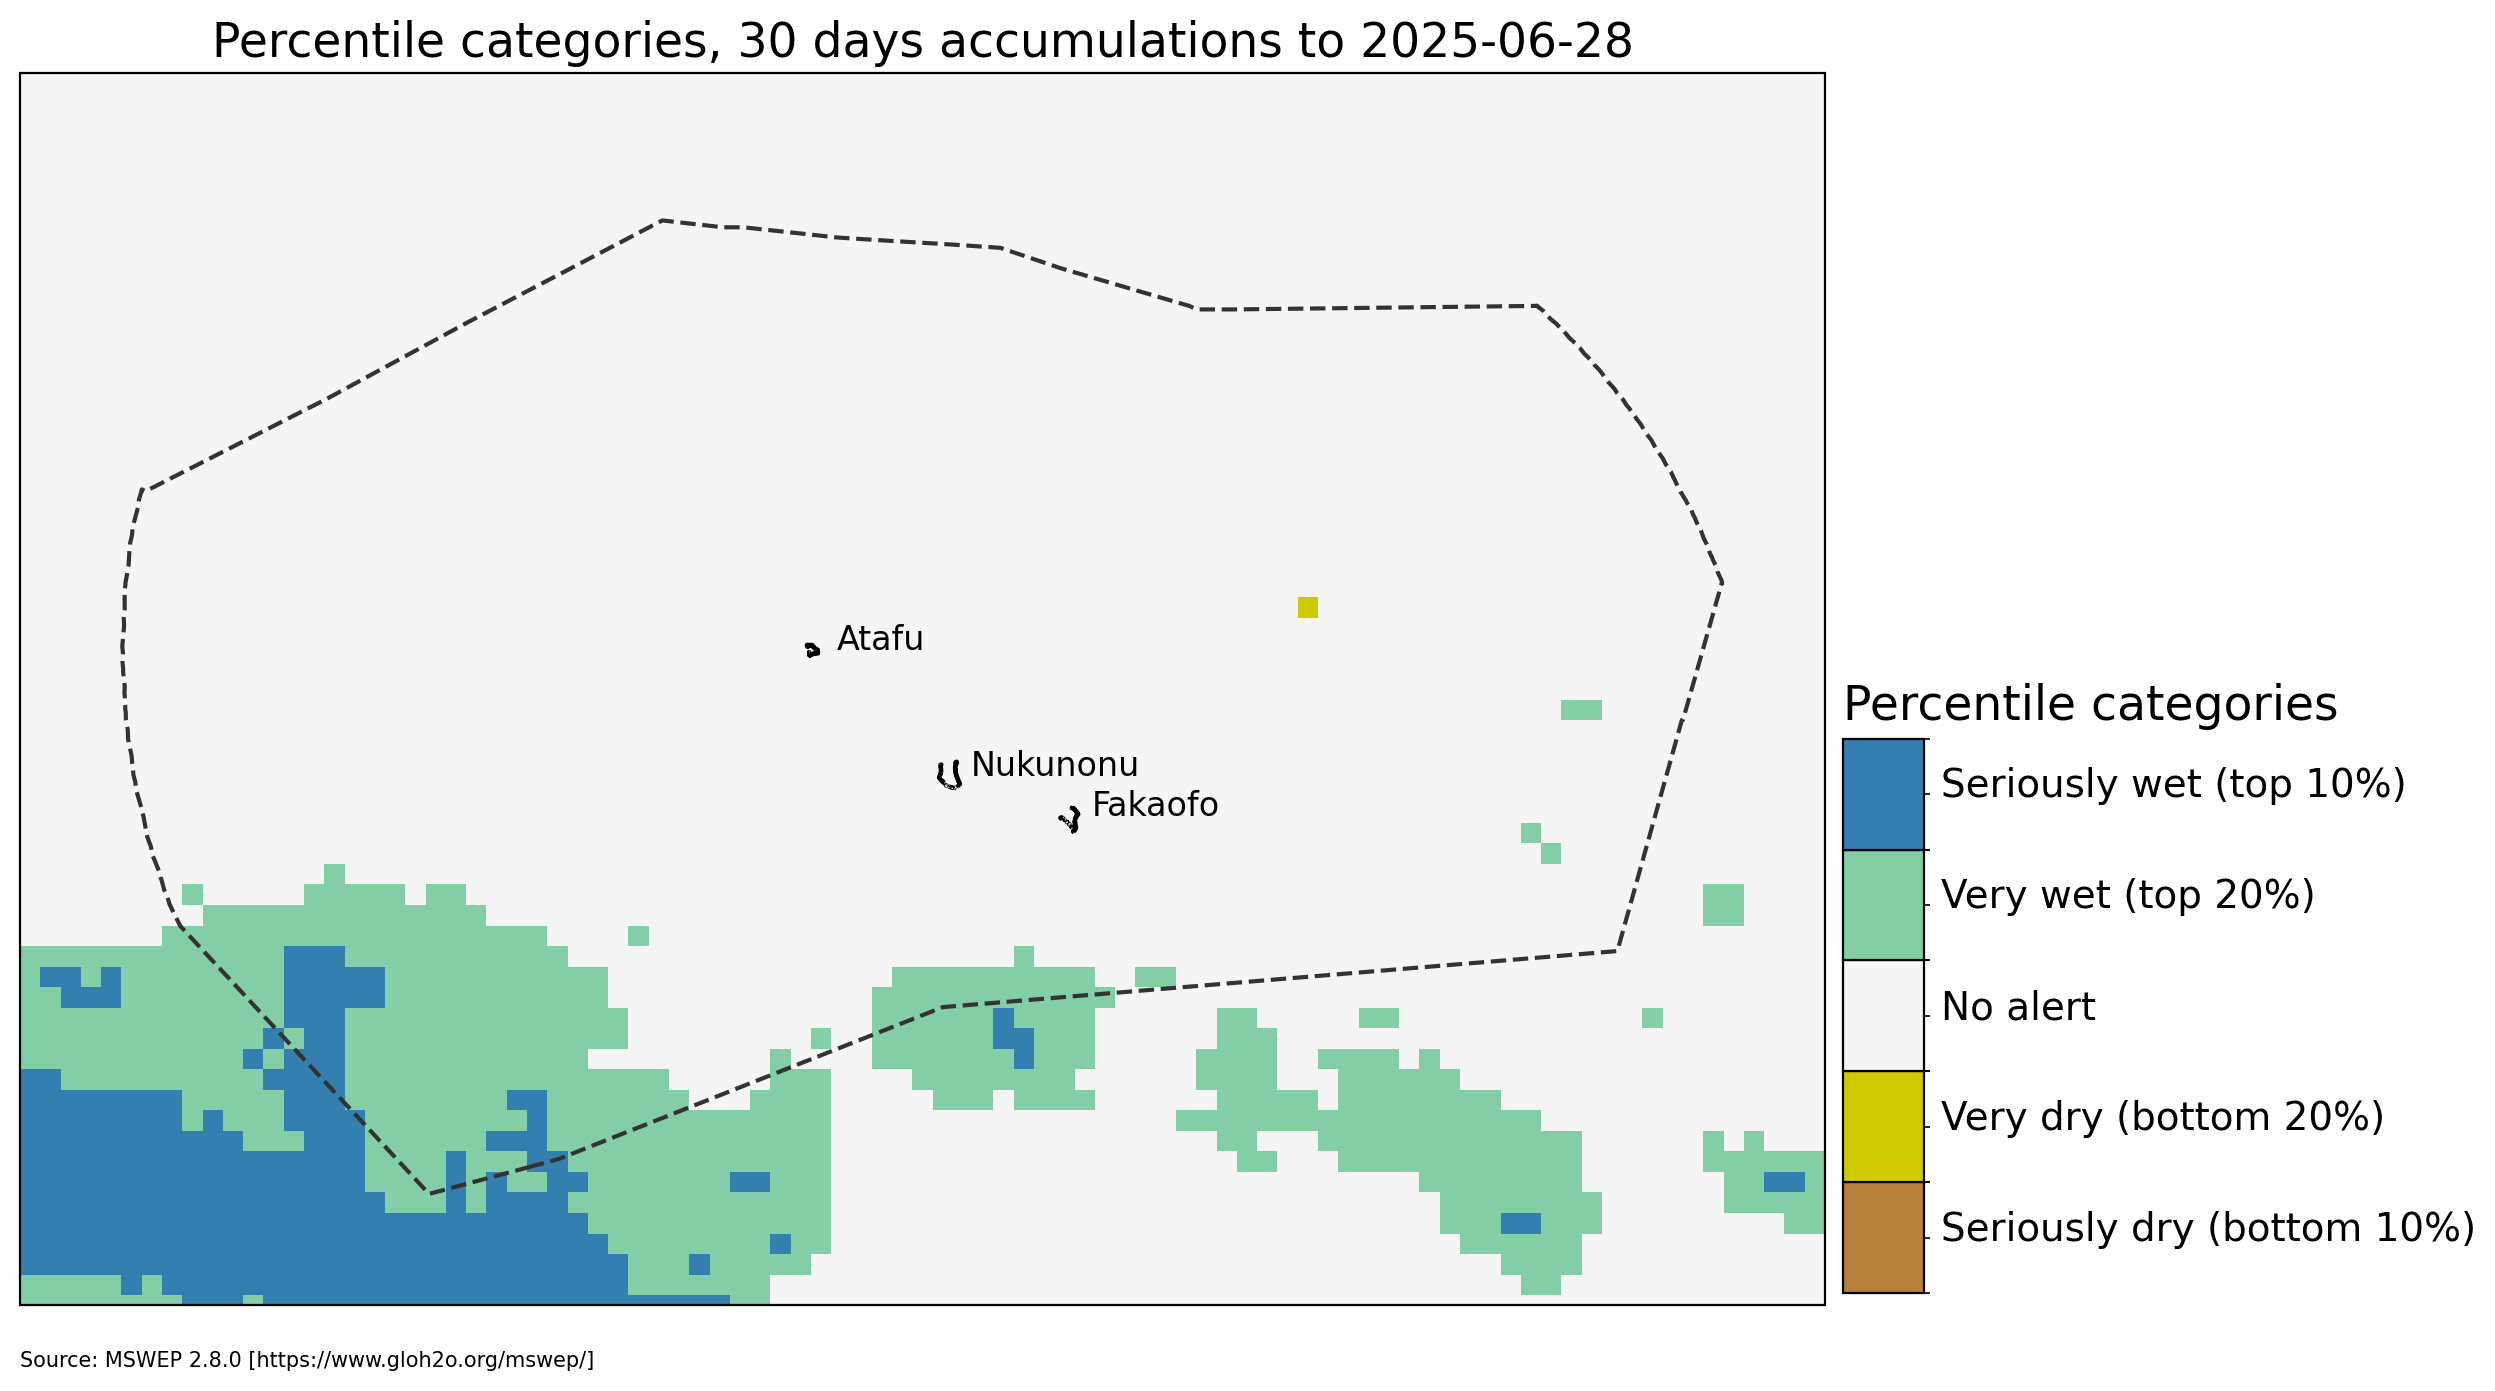 Percentile categories, 30 days accumulations to 2025-06-28
Atafu
Nukunonu
Fakaofo
Percentile categories
Seriously wet (top 10%)
Very wet (top 20%)
No alert
Very dry (bottom 20%)
Seriously dry (bottom 10%)
Source: MSWEP 2.8.0 [https://www.gloh2o.org/mswep/]